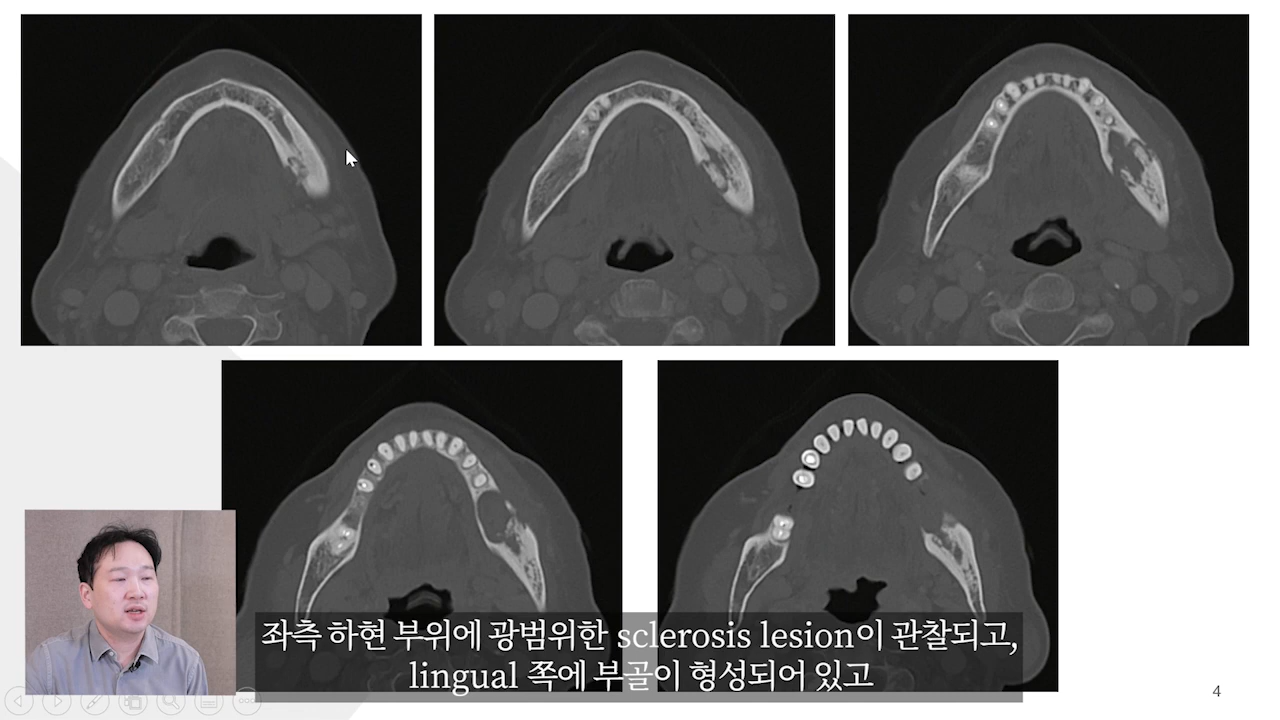 좌측 하현 부위에 광범위한 sclerosis lesion이 관찰되고,
lingual 쪽에 부골이 형성되어 있고
4